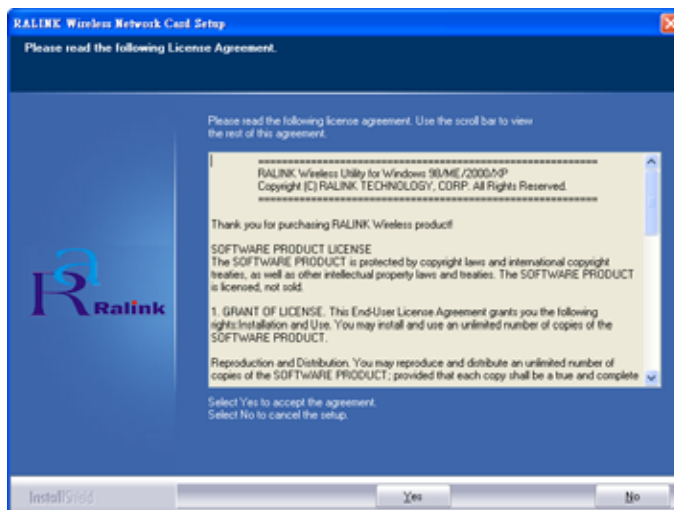 RALINK Wireless Network Card Setup
Please read the following License Agreement.
Please read the following license agreement. Use the scroll bar to view
the rest of this agreement.
============================================================
RALINK Wireless Utility for Windows 98/ME/2000/XP
Copyright (C) RALINK TECHNOLOGY, CORP. All Rights Reserved.
============================================================
Thank you for purchasing RALINK Wireless product!
SOFTWARE PRODUCT LICENSE
The SOFTWARE PRODUCT is protected by copyright laws and international copyright
treaties, as well as other intellectual property laws and treaties. The SOFTWARE PRODUCT
is licensed, not sold.
1. GRANT OF LICENSE. This End-User License Agreement grants you the following
rights:Installation and Use. You may install and use an unlimited number of copies of the
SOFTWARE PRODUCT.
Reproduction and Distribution. You may reproduce and distribute an unlimited number of
copies of the SOFTWARE PRODUCT; provided that each copy shall be a true and complete
Ralink
Select Yes to accept the agreement.
Select No to cancel the setup.
InstallShield
Yes
No